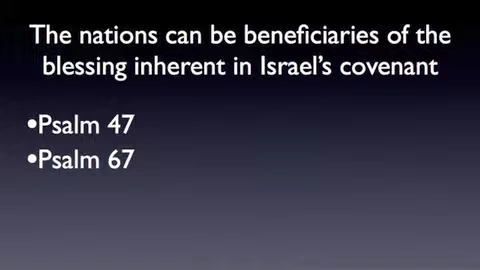 The nations can be beneficiaries of the
blessing inherent in Israel's covenant
•Psalm 47
•Psalm 67